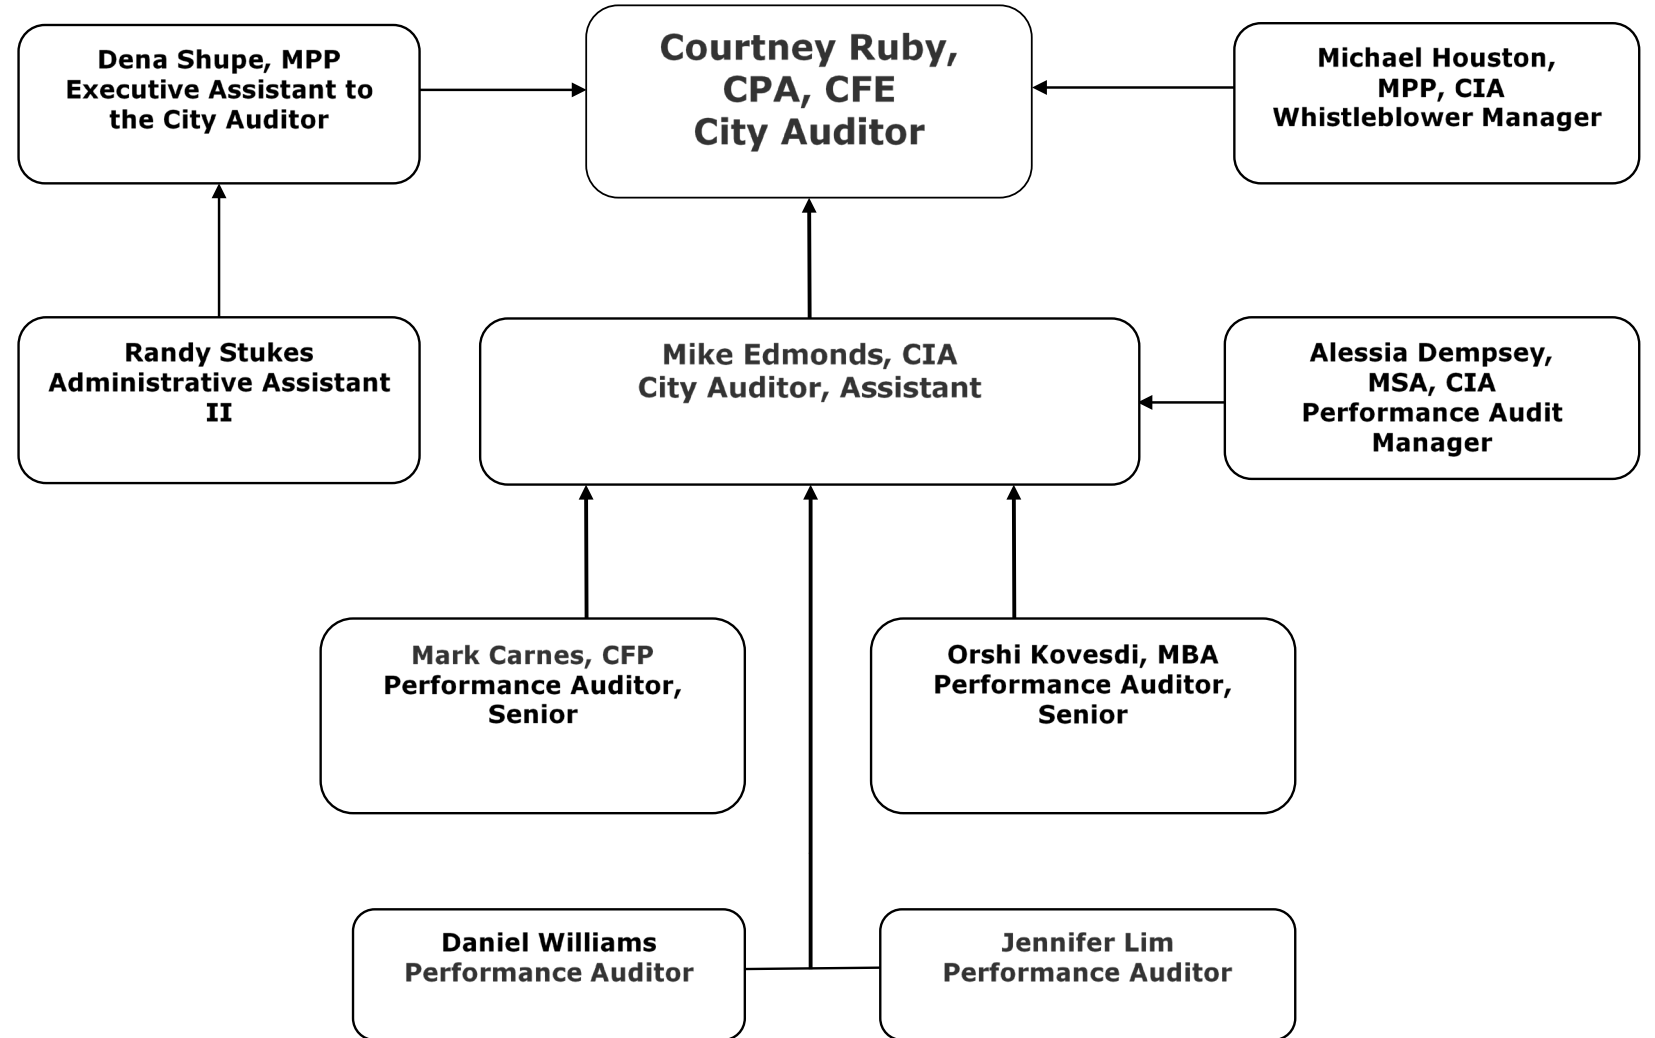 Dena Shupe, MPP
Executive Assistant to
the City Auditor
Courtney Ruby,
CPA, CFE
City Auditor
Michael Houston,
MPP, CIA
Whistleblower Manager
Randy Stukes
Administrative Assistant
II
Mike Edmonds, CIA
City Auditor, Assistant
Alessia Dempsey,
MSA, CIA
Performance Audit
Manager
Mark Carnes, CFP
Performance Auditor,
Senior
Orshi Kovesdi, MBA
Performance Auditor,
Senior
Daniel Williams
Performance Auditor
Jennifer Lim
Performance Auditor